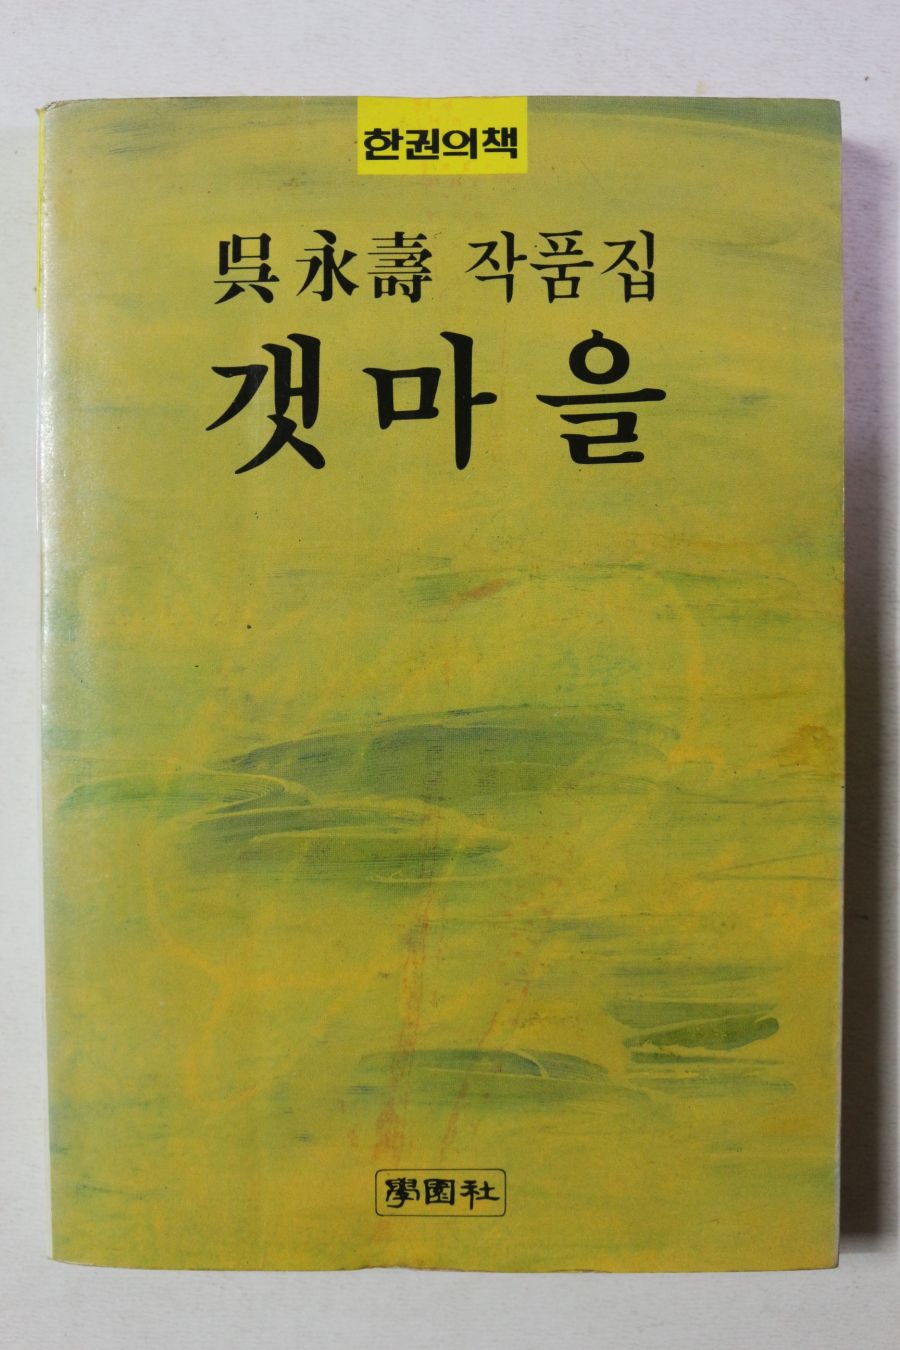 한권의책
吳永壽 작품집
갯마을
學園社